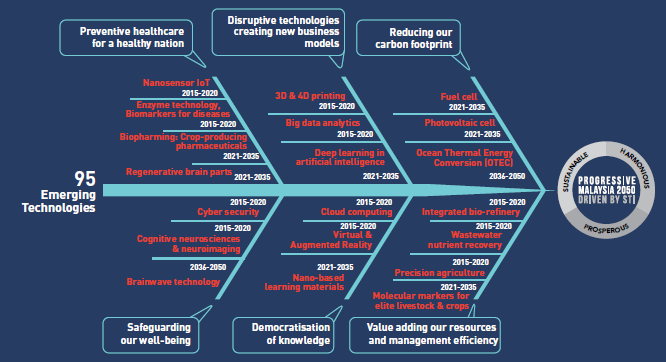 Preventive healthcare
for a healthy nation
Disruptive technologies
creating new business
models
Reducing our
carbon footprint
Nanosensor IoT
2015-2020
Enzyme technology,
Biomarkers for diseases
2015-2020
Biopharming: Crop-producing
pharmaceuticals
2021-2035
Regenerative brain parts
2021-2035
3D & 4D printing
2015-2020
Big data analytics
2015-2020
Deep learning in
artificial intelligence
2021-2035
Fuel cell
2021-2035
Photovoltaic cell
2021-2035
Ocean Thermal Energy
Conversion (OTEC)
2036-2050
95
Emerging
Technologies
SUSTAINABLE
HARMONIOUS
PROSPEROUS
PROGRESSIVE
MALAYSIA 2050
DRIVEN BY STI
2015-2020
Cyber security
2015-2020
Cognitive neurosciences
& neuroimaging
2036-2050
Brainwave technology
2015-2020
Cloud computing
2015-2020
Virtual &
Augmented Reality
2021-2035
Nano-based
learning materials
2015-2020
Integrated bio-refinery
2015-2020
Wastewater
nutrient recovery
2015-2020
Precision agriculture
2021-2035
Molecular markers for
elite livestock & crops
Safeguarding
our well-being
Democratisation
of knowledge
Value adding our resources
and management efficiency